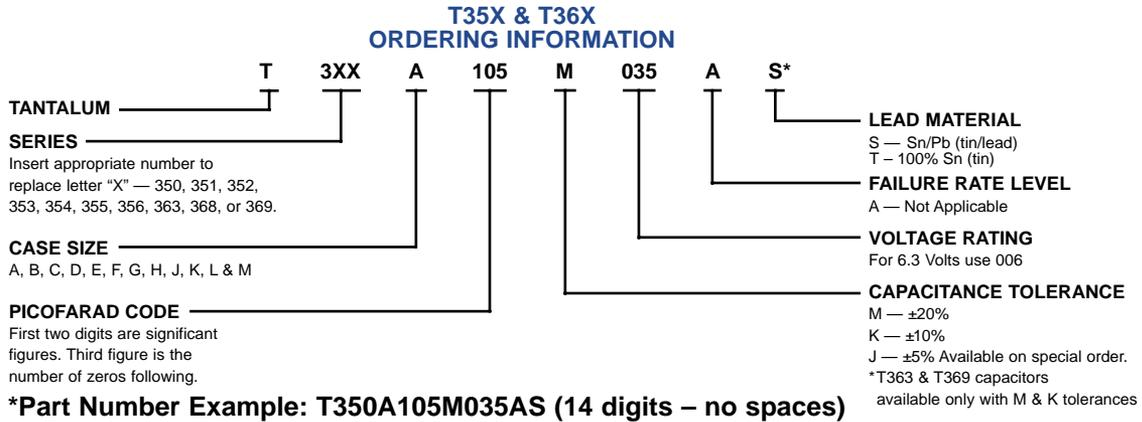 T35X & T36X
ORDERING INFORMATION
T 3XX A 105 M 035 A S*
TANTALUM
SERIES
Insert appropriate number to
replace letter “X” — 350, 351, 352,
353, 354, 355, 356, 363, 368, or 369.
CASE SIZE
A, B, C, D, E, F, G, H, J, K, L & M
PICOFARAD CODE
First two digits are significant
figures. Third figure is the
number of zeros following.
LEAD MATERIAL
S — Sn/Pb (tin/lead)
T – 100% Sn (tin)
FAILURE RATE LEVEL
A — Not Applicable
VOLTAGE RATING
For 6.3 Volts use 006
CAPACITANCE TOLERANCE
M — ±20%
K — ±10%
J — ±5% Available on special order.
*T363 & T369 capacitors
available only with M & K tolerances
*Part Number Example: T350A105M035AS (14 digits – no spaces)